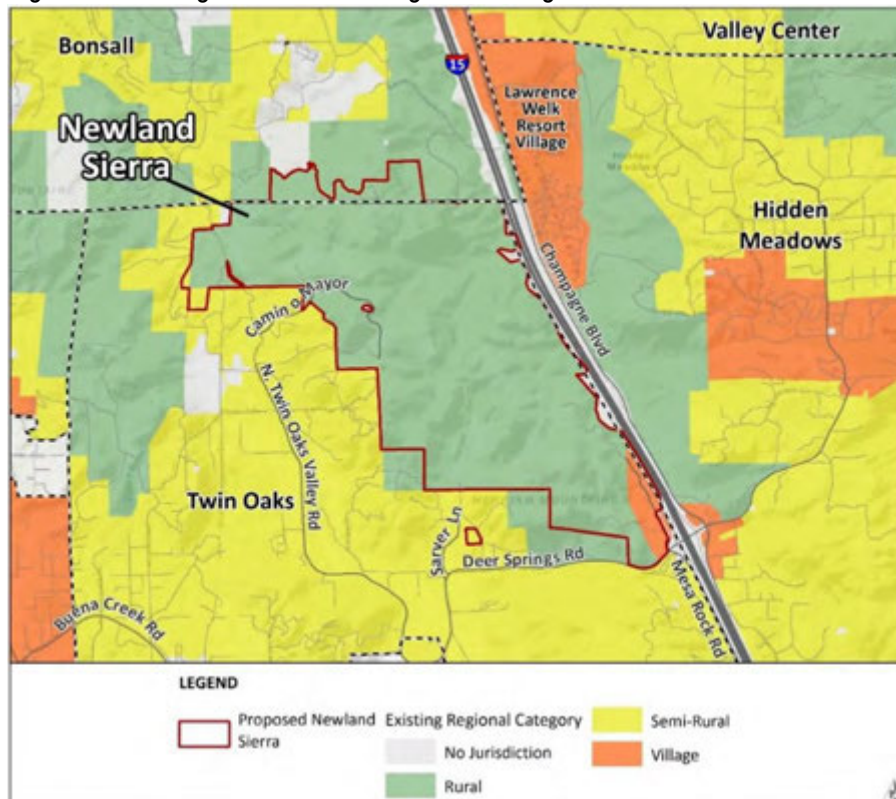 Bonsall
Valley Center
15
Lawrence
Welk
Resort
Village
Newland
Sierra
Hidden
Meadows
Champagne Blvd
Camino Mayor
N. Twin Oaks Valley Rd
Twin Oaks
Sarver Ln
Deer Springs Rd
Mesa Rock Rd
Buena Creek Rd
LEGEND
Proposed Newland
Sierra
Existing Regional Category
No Jurisdiction
Rural
Semi-Rural
Village